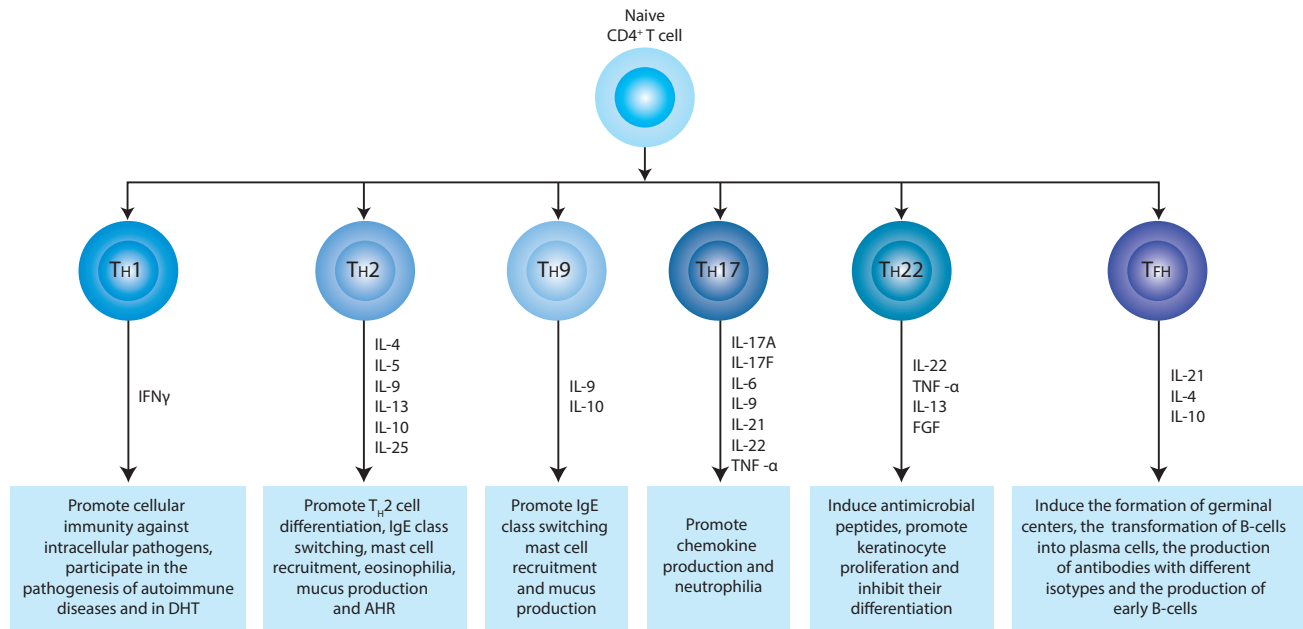 Naive
CD4⁺ T cell
TH1
TH2
TH9
TH17
TH22
TFH
IFNγ
IL-4
IL-5
IL-9
IL-13
IL-10
IL-25
IL-9
IL-10
IL-17A
IL-17F
IL-6
IL-9
IL-21
IL-22
TNF -α
IL-22
TNF -α
IL-13
FGF
IL-21
IL-4
IL-10
Promote cellular
immunity against
intracellular pathogens,
participate in the
pathogenesis of autoimmune
diseases and in DHT
Promote TH2 cell
differentiation, IgE class
switching, mast cell
recruitment, eosinophilia,
mucus production
and AHR
Promote IgE
class switching
mast cell
recruitment
and mucus
production
Promote
chemokine
production and
neutrophilia
Induce antimicrobial
peptides, promote
keratinocyte
proliferation and
inhibit their
differentiation
Induce the formation of germinal
centers, the transformation of B-cells
into plasma cells, the production
of antibodies with different
isotypes and the production of
early B-cells